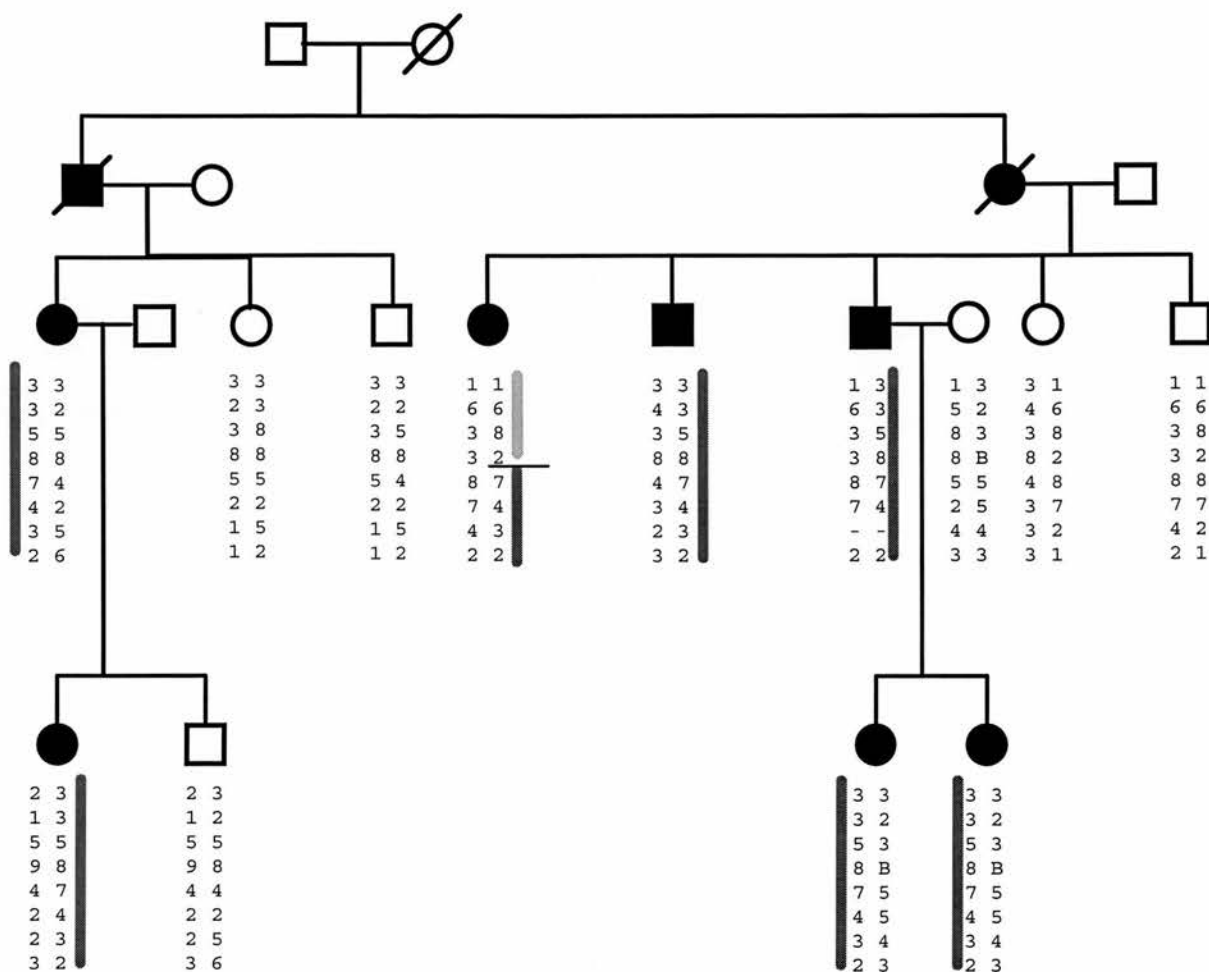 3 3 3 3 3 3 1 1 3 3 1 3 1 3 3 1 1 1
3 2 2 3 2 2 6 6 4 3 6 3 5 2 4 6 6 6
5 5 3 8 3 5 3 8 3 5 3 5 8 3 3 8 3 8
8 8 8 8 8 8 3 2 8 8 3 8 8 B 8 2 3 2
7 4 5 5 5 4 8 7 4 7 8 7 5 5 4 8 8 8
4 2 2 2 2 2 7 4 3 4 7 4 2 5 3 7 7 7
3 5 1 5 1 5 4 3 2 3 - - 4 4 3 2 4 2
2 6 1 2 1 2 2 2 3 2 2 2 3 3 3 1 2 1
2 3 2 3 3 3 3 3
1 3 1 2 3 2 3 2
5 5 5 5 5 3 5 3
9 8 9 8 8 B 8 B
4 7 4 4 7 5 7 5
2 4 2 2 4 5 4 5
2 3 2 5 3 4 3 4
3 2 3 6 2 3 2 3